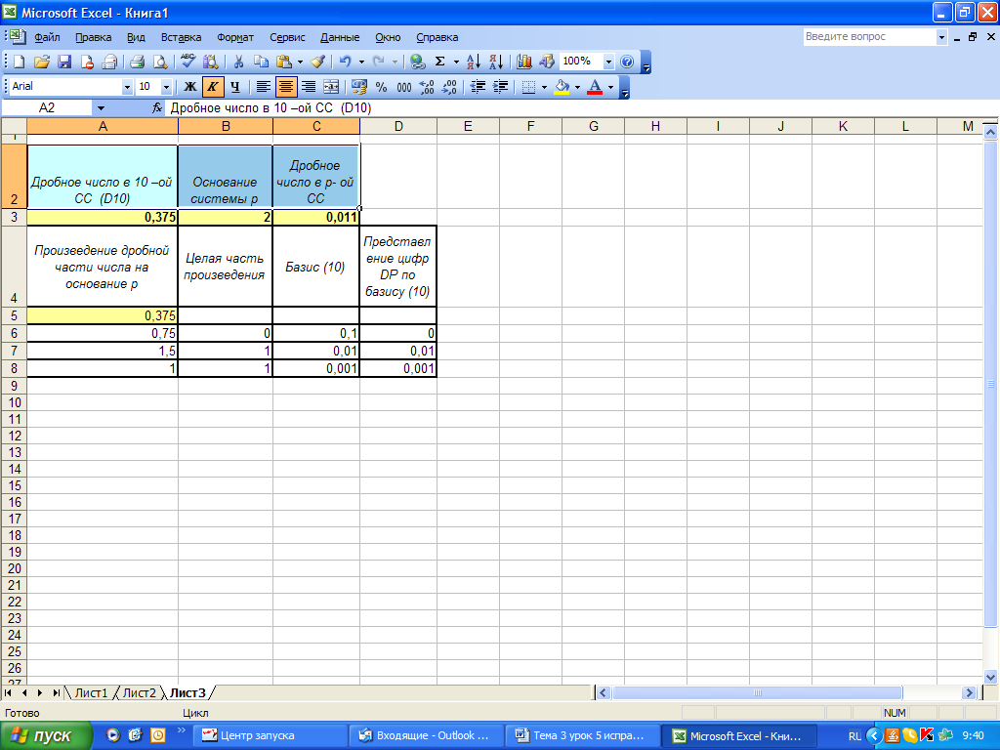 Microsoft Excel - Книга1
Файл Правка Вид Вставка Формат Сервис Данные Окно Справка
Введите вопрос
100%
Arial 10 Ж К Ч % 000
A2 fx Дробное число в 10 –ой СС (D10)
A B C D E F G H I J K L M
1
2
Дробное число в 10 –ой
СС (D10)
Основание
системы р
Дробное
число в р- ой
СС
3 0,375 2 0,011
4
Произведение дробной
части числа на
основание р
Целая часть
произведения
Базис (10)
Представл
ение цифр
DP по
базису (10)
5 0,375
6 0,75 0 0,1 0
7 1,5 1 0,01 0,01
8 1 1 0,001 0,001
9
10
11
12
13
14
15
16
17
18
19
20
21
22
23
24
25
26
27
Лист1 Лист2 Лист3
Готово Цикл NUM
пуск Центр запуска Входящие - Outlook ... Тема 3 урок 5 испра... Microsoft Excel - Кни... RL 9:40